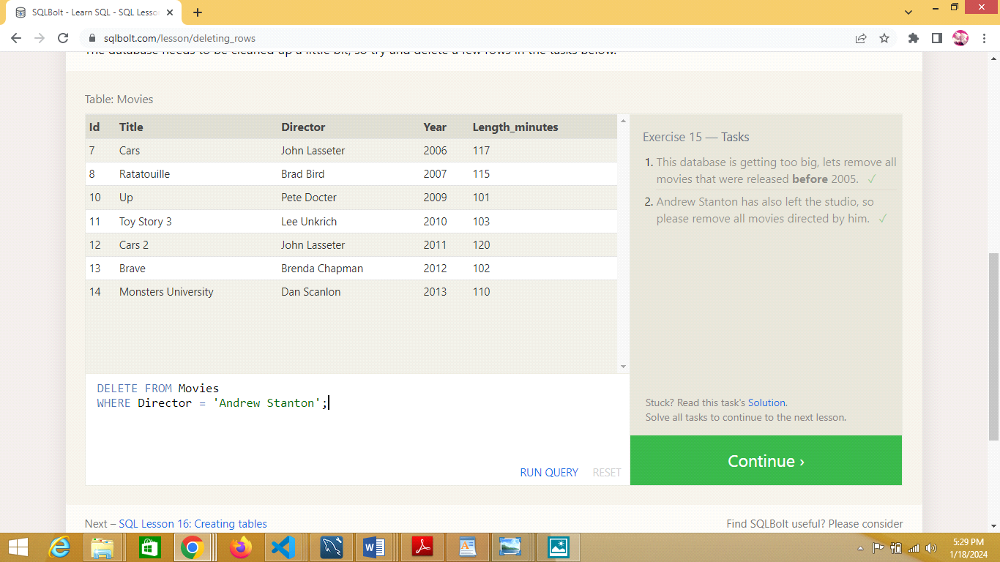 SQLBolt - Learn SQL - SQL Lesson
sqlbolt.com/lesson/deleting_rows
The database needs to be cleaned up a little bit, so try and delete a few rows in the tasks below.
Table: Movies
Id Title Director Year Length_minutes
7 Cars John Lasseter 2006 117
8 Ratatouille Brad Bird 2007 115
10 Up Pete Docter 2009 101
11 Toy Story 3 Lee Unkrich 2010 103
12 Cars 2 John Lasseter 2011 120
13 Brave Brenda Chapman 2012 102
14 Monsters University Dan Scanlon 2013 110
DELETE FROM Movies
WHERE Director = 'Andrew Stanton';
RUN QUERY RESET
Exercise 15 — Tasks
1. This database is getting too big, lets remove all
movies that were released before 2005. ✓
2. Andrew Stanton has also left the studio, so
please remove all movies directed by him. ✓
Stuck? Read this task's Solution.
Solve all tasks to continue to the next lesson.
Continue ›
Next – SQL Lesson 16: Creating tables
Find SQLBolt useful? Please consider
5:29 PM
1/18/2024